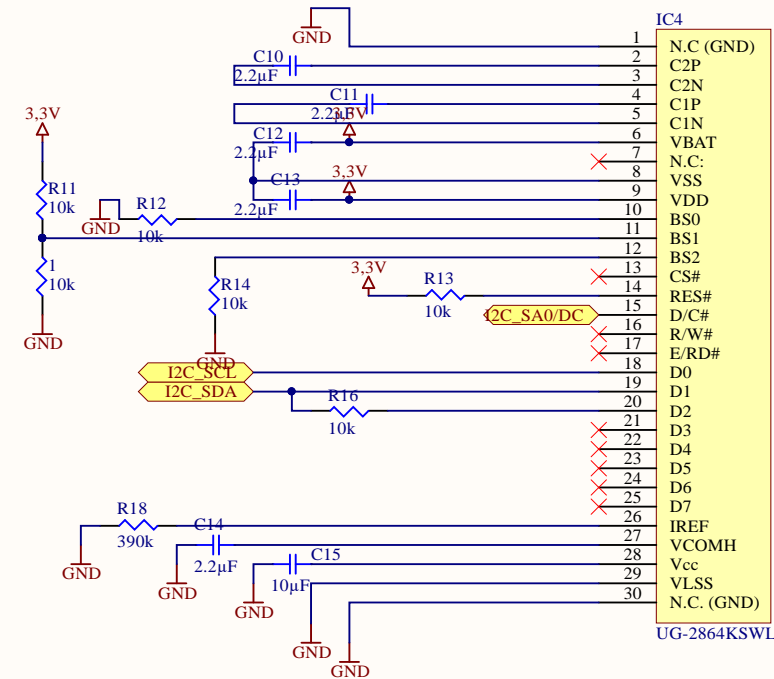 IC4
GND
1 N.C (GND)
C10
2.2µF
2 C2P
3 C2N
C11
2.2µF
4 C1P
5 C1N
3,3V
C12
2.2µF
6 VBAT
7 N.C:
3,3V
8 VSS
C13
2.2µF
9 VDD
3,3V
R11
10k
GND
R12
10k
10 BS0
11 BS1
1
10k
GND
12 BS2
R14
10k
GND
13 CS#
3,3V
R13
10k
14 RES#
I2C_SA0/DC
15 D/C#
16 R/W#
17 E/RD#
I2C_SCL
18 D0
I2C_SDA
19 D1
R16
10k
20 D2
21 D3
22 D4
23 D5
24 D6
25 D7
R18
390k
GND
26 IREF
C14
2.2µF
GND
27 VCOMH
C15
10µF
GND
28 Vcc
29 VLSS
GND
30 N.C. (GND)
GND
UG-2864KSWL